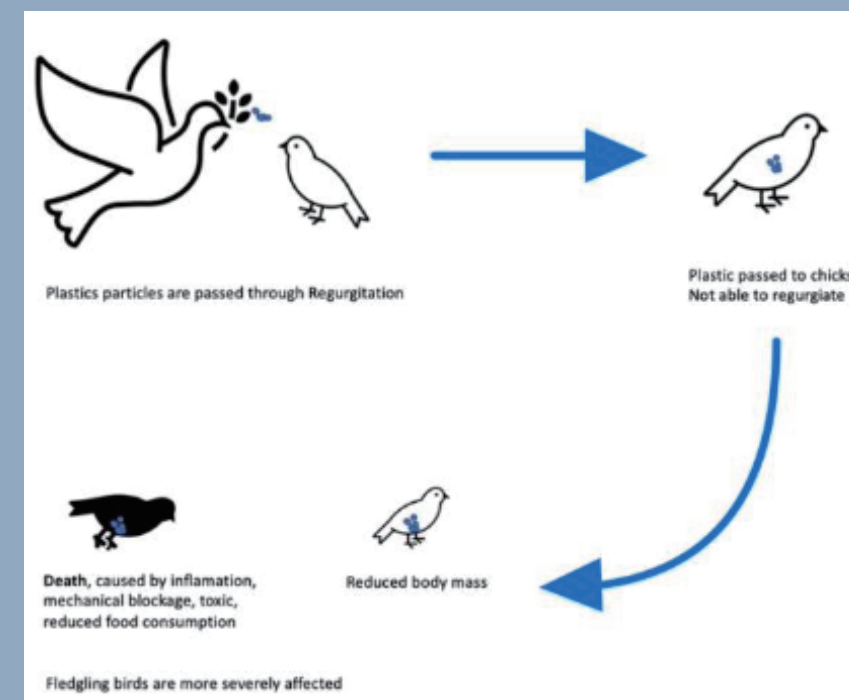 Plastics particles are passed through Regurgitation
Plastic passed to chicks
Not able to regurgiate
Death, caused by inflamation,
mechanical blockage, toxic,
reduced food consumption
Reduced body mass
Fledgling birds are more severely affected